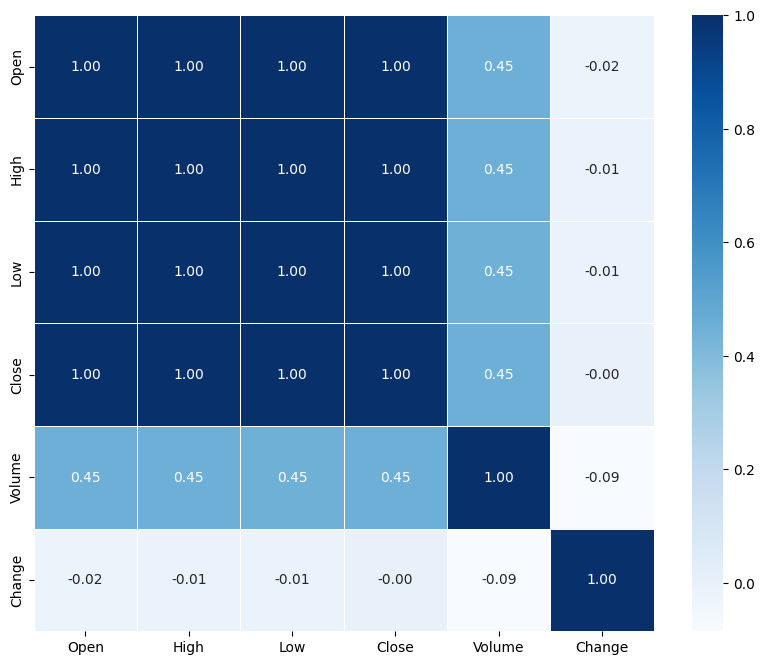 Open 1.00 1.00 1.00 1.00 0.45 -0.02
High 1.00 1.00 1.00 1.00 0.45 -0.01
Low 1.00 1.00 1.00 1.00 0.45 -0.01
Close 1.00 1.00 1.00 1.00 0.45 -0.00
Volume 0.45 0.45 0.45 0.45 1.00 -0.09
Change -0.02 -0.01 -0.01 -0.00 -0.09 1.00
Open High Low Close Volume Change
1.0
0.8
0.6
0.4
0.2
0.0